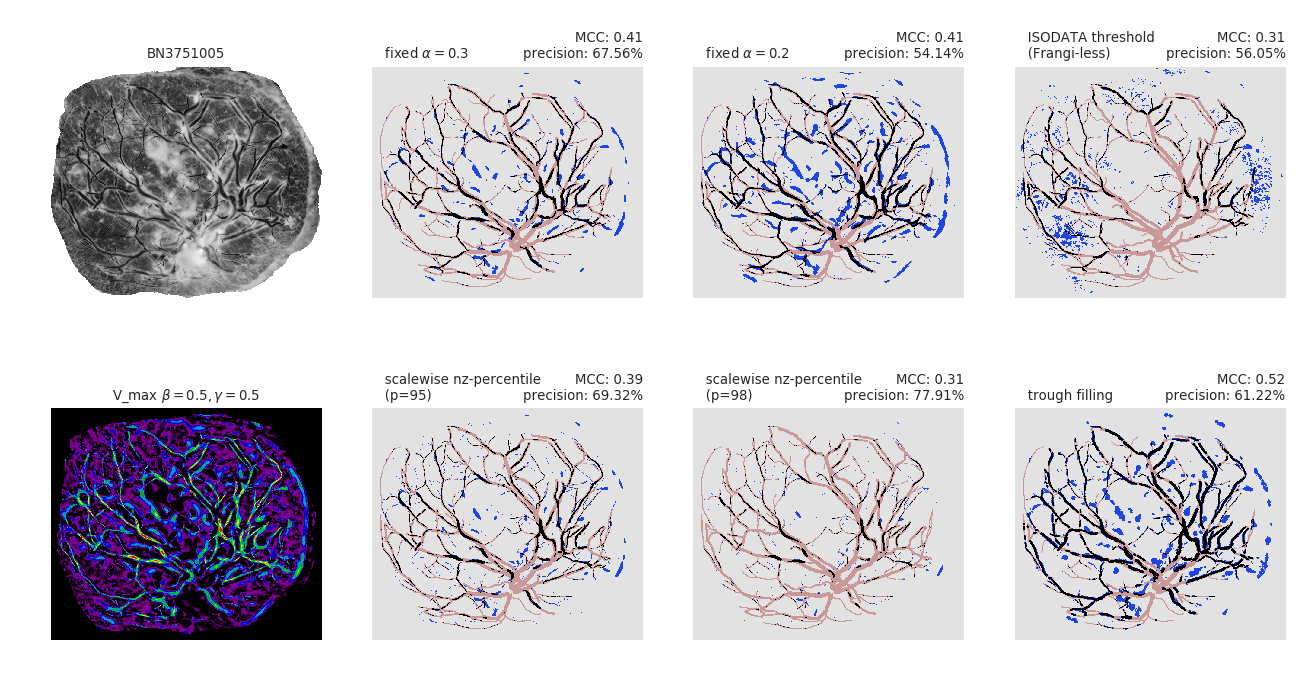 BN3751005
MCC: 0.41
fixed α = 0.3 precision: 67.56%
MCC: 0.41
fixed α = 0.2 precision: 54.14%
ISODATA threshold MCC: 0.31
(Frangi-less) precision: 56.05%
V_max β = 0.5, γ = 0.5
scalewise nz-percentile MCC: 0.39
(p=95) precision: 69.32%
scalewise nz-percentile MCC: 0.31
(p=98) precision: 77.91%
MCC: 0.52
trough filling precision: 61.22%